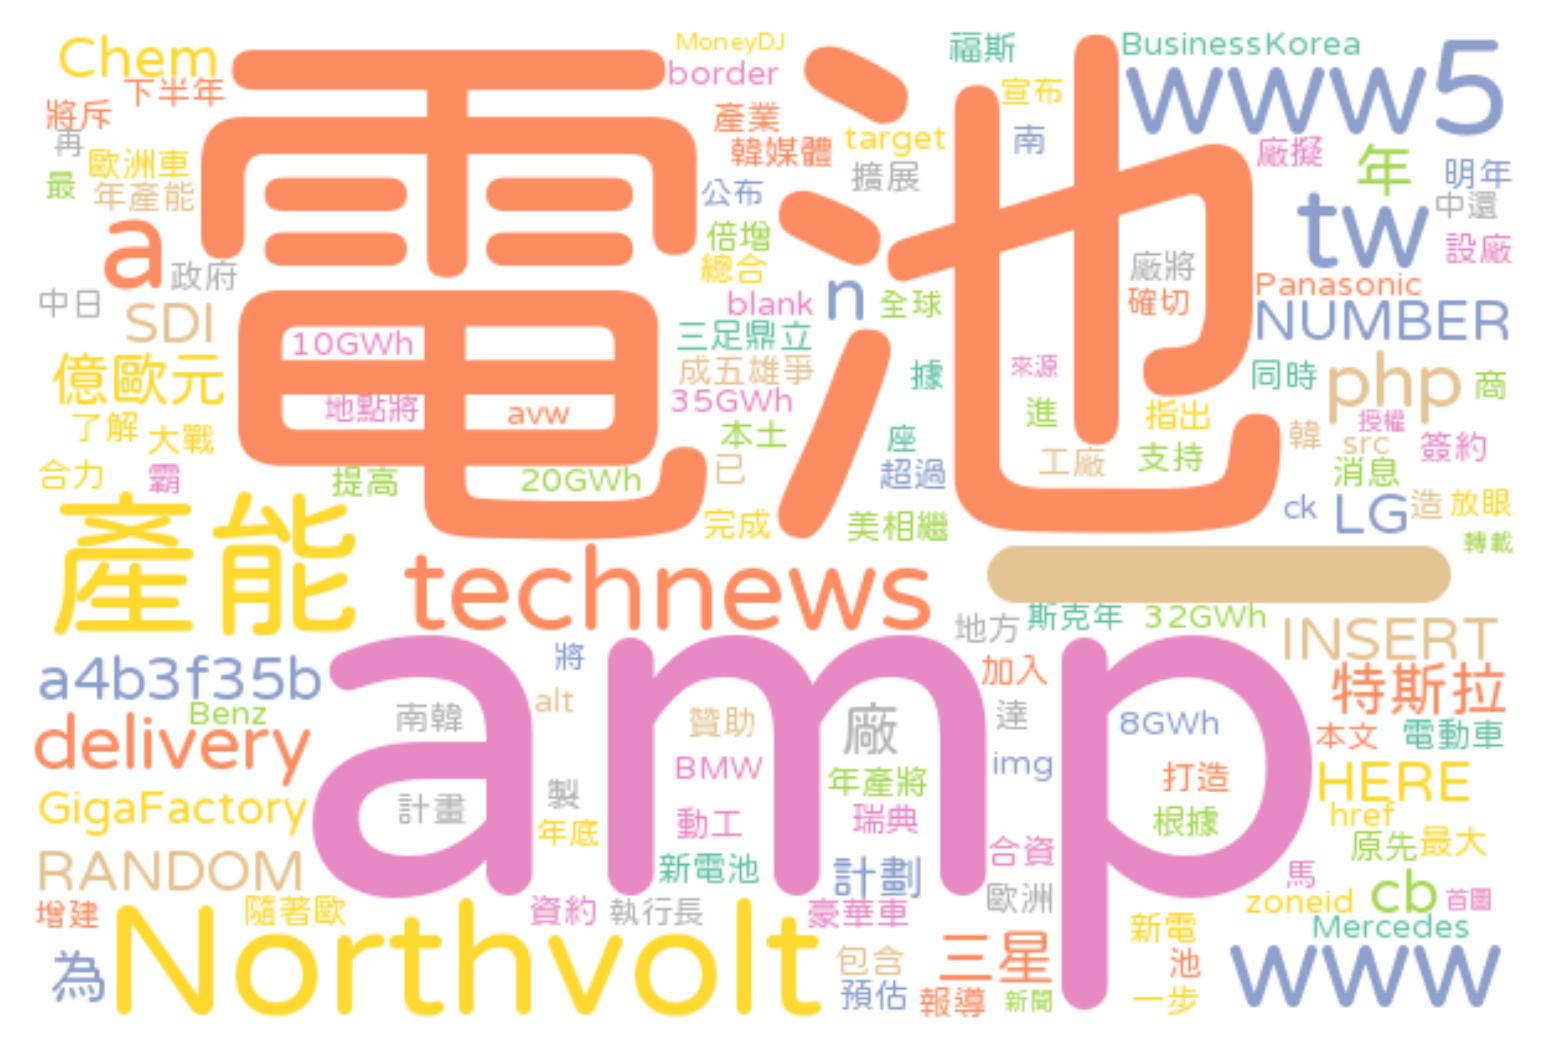 電池
amp
一
產能
Northvolt
technews
www5
www
tw
a
n
php
NUMBER
INSERT
RANDOM
HERE
delivery
a4b3f35b
特斯拉
三星
億歐元
LG
SDI
Chem
GigaFactory
廠
cb
年
為
計劃
MoneyDJ
border
BusinessKorea
福斯
宣布
下半年
將斥
再
歐洲車
最
年產能
產業
target
韓媒體
擴展
南
廠擬
明年
中還
設廠
公布
倍增
總合
政府
中日
blank
全球
廠將
確切
Panasonic
10GWh
三足鼎立
成五雄爭
據
來源
同時
商
地點將
avw
35GWh
本土
進
指出
授權
韓
src
簽約
了解
大戰
座
合力
霸
提高
20GWh
已
超過
工廠
支持
消息
ck
造
放眼
完成
美相繼
轉載
地方
斯克年
32GWh
將
加入
Benz
alt
南韓
贊助
達
8GWh
本文
電動車
BMW
img
年產將
打造
製
計畫
年底
動工
瑞典
根據
href
新電池
合資
原先
最大
馬
zoneid
首圖
增建
隨著歐
資約
執行長
豪華車
歐洲
新電
Mercedes
包含
池
預估
報導
新聞
一步